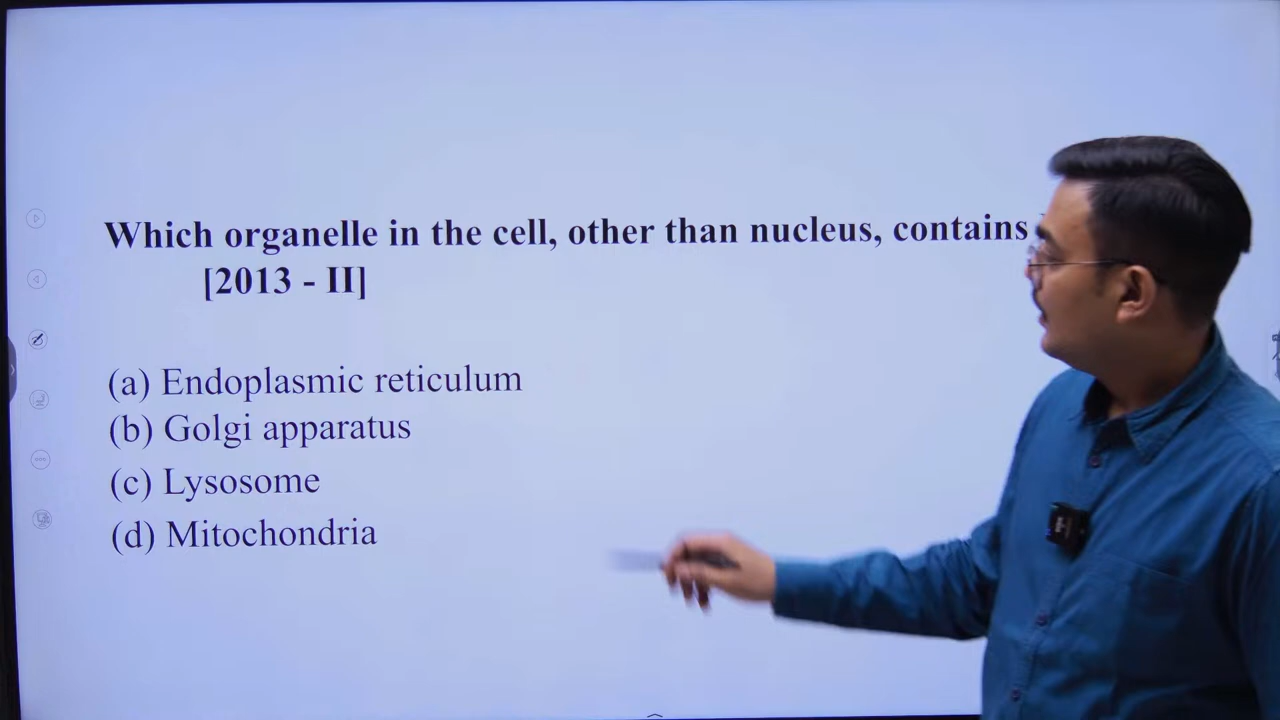 Which organelle in the cell, other than nucleus, contains
[2013 - II]
(a) Endoplasmic reticulum
(b) Golgi apparatus
(c) Lysosome
(d) Mitochondria